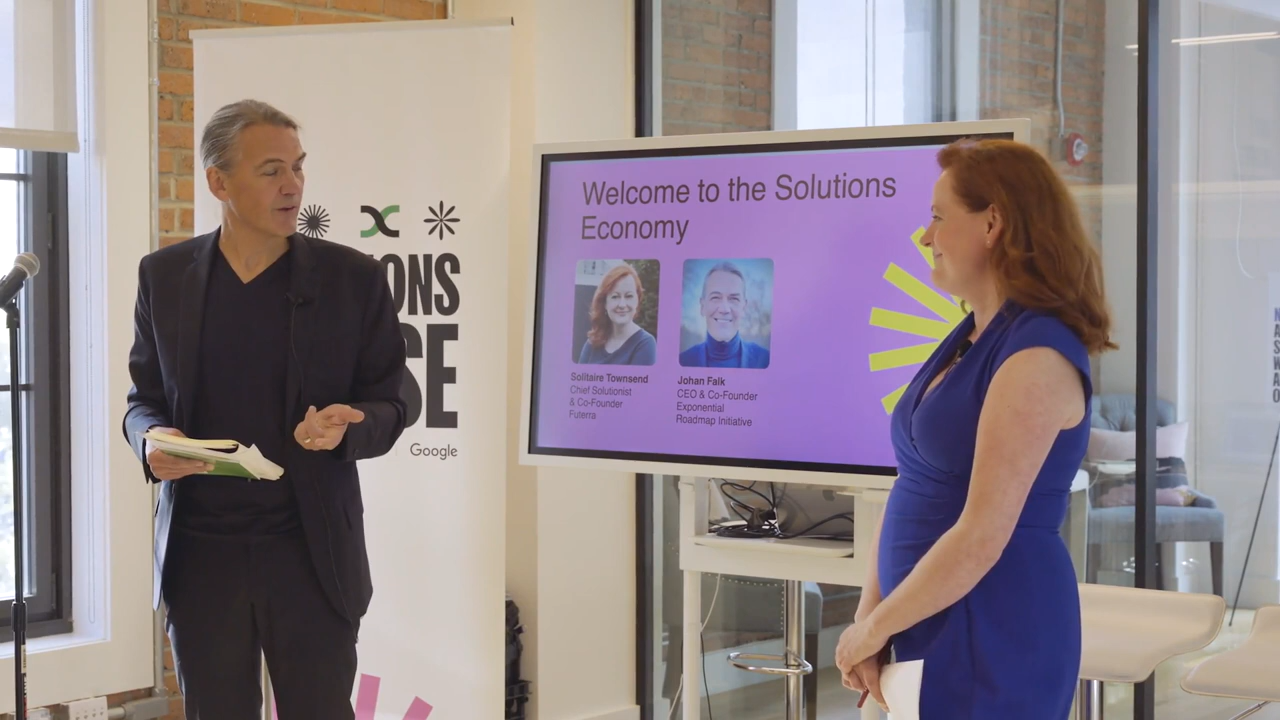 Welcome to the Solutions
Economy
Solitaire Townsend
Chief Solutionist
& Co-Founder
Futerra
Johan Falk
CEO & Co-Founder
Exponential
Roadmap Initiative
IONS
SE
Google